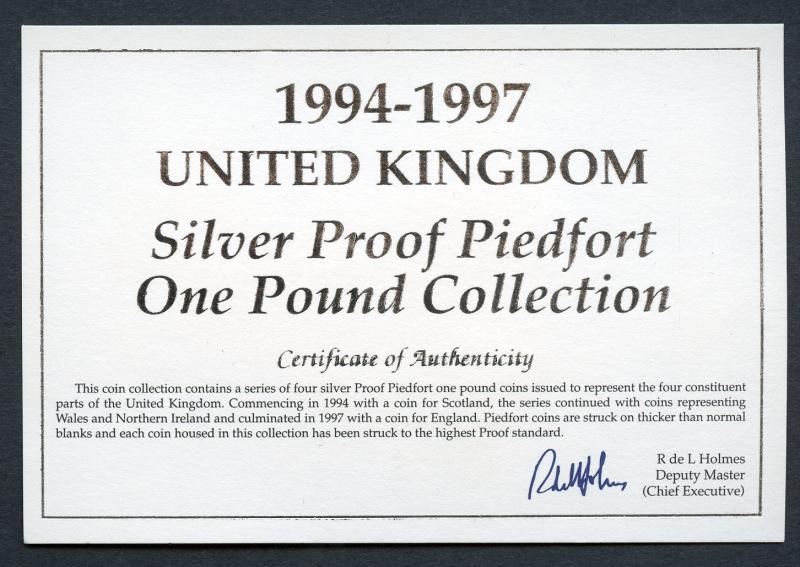 1994-1997
UNITED KINGDOM
Silver Proof Piedfort
One Pound Collection
Certificate of Authenticity
This coin collection contains a series of four silver Proof Piedfort one pound coins issued to represent the four constituent
parts of the United Kingdom. Commencing in 1994 with a coin for Scotland, the series continued with coins representing
Wales and Northern Ireland and culminated in 1997 with a coin for England. Piedfort coins are struck on thicker than normal
blanks and each coin housed in this collection has been struck to the highest Proof standard.
R de L Holmes
R de L Holmes
Deputy Master
(Chief Executive)